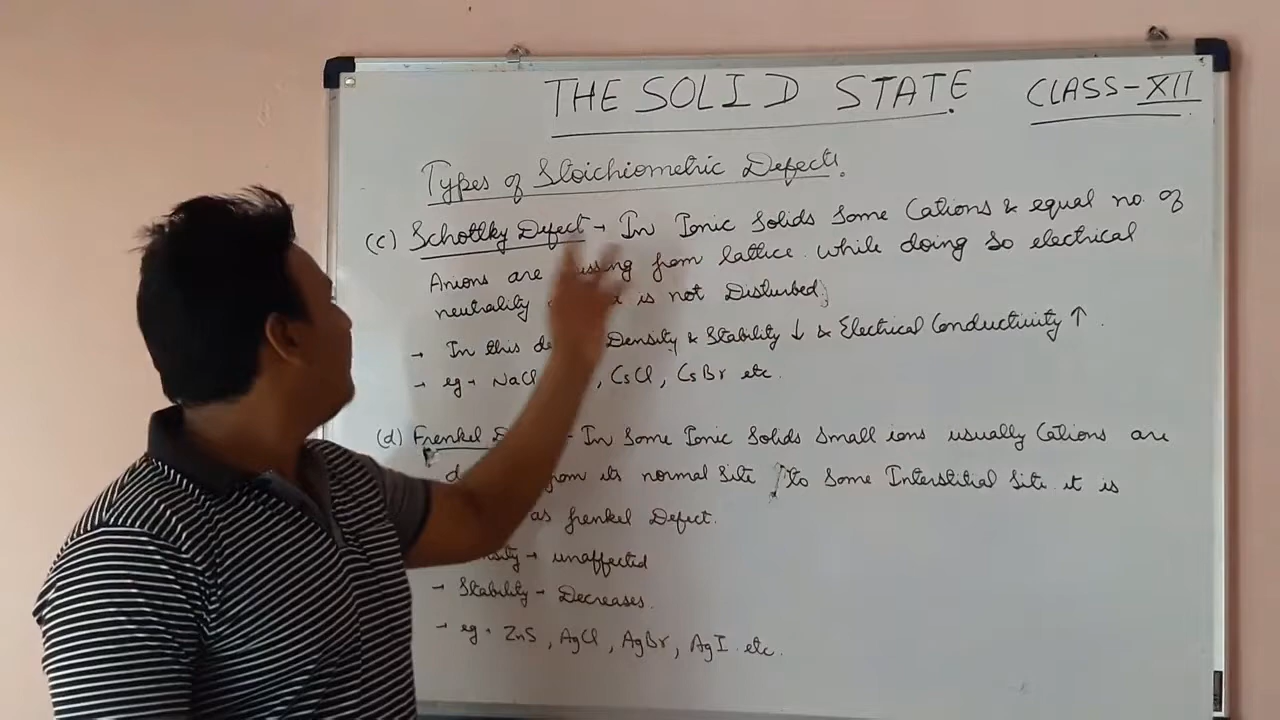 THE SOLID STATE CLASS-XII
Types of Stoichiometric Defects.
(c) Schottky Defect → In Ionic Solids Some Cations & equal no. of
Anions are from lattice. while doing so electrical
neutrality is not Disturbed.
→ In this Density & Stability ↓ & Electrical Conductivity ↑.
→ eg → NaCl , CsCl, CsBr etc.
(d) Frenkel - In Some Ionic Solids Small ions usually Cations are
from its normal Site to Some Interstitial Site. it is
as frenkel Defect.
→ unaffected
→ Stability → Decreases.
→ eg → ZnS, AgCl, AgBr, AgI. etc.